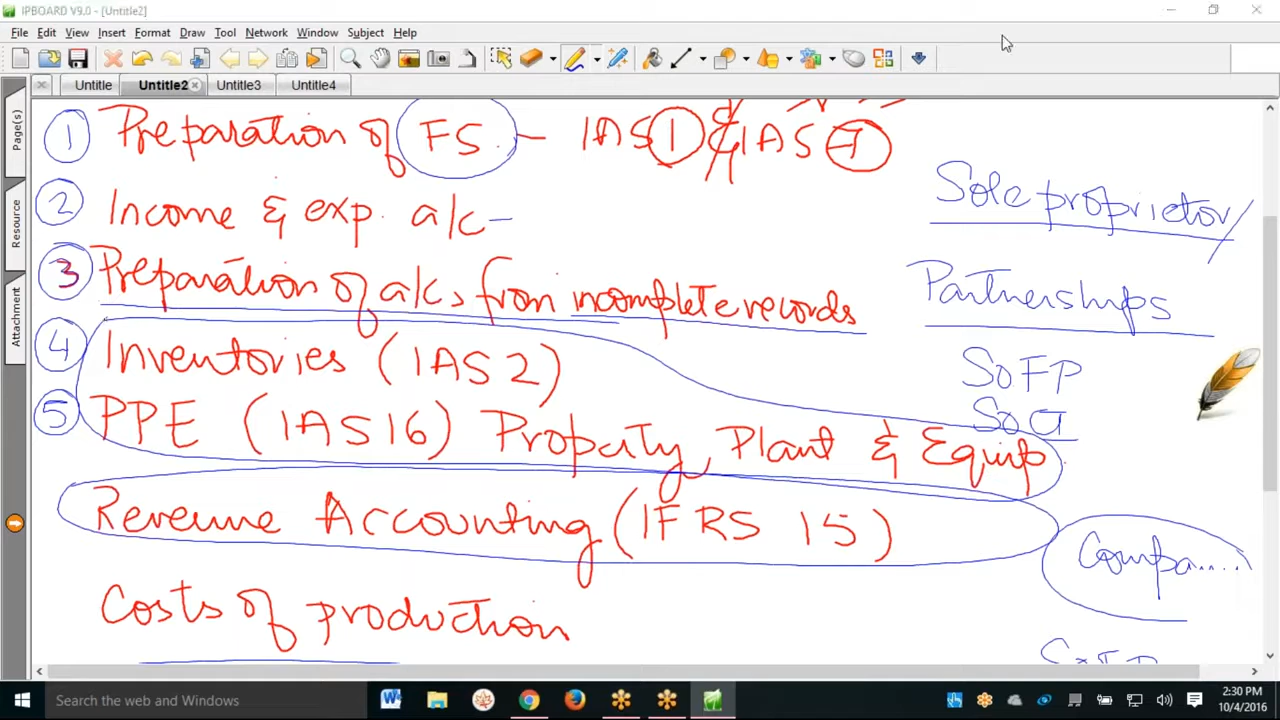 IPBOARD V9.0 - [Untitle2]
File Edit View Insert Format Draw Tool Network Window Subject Help
Untitle Untitle2 Untitle3 Untitle4
Page(s)
Resource
Attachment
1 Preparation of FS - IAS 1 & IAS 7
2 Income & exp. a/c -
3 Preparation of a/cs from incomplete records
4 Inventories (IAS 2)
5 PPE (IAS 16) Property, Plant & Equip
Revenue Accounting (IFRS 15)
Costs of production
Sole proprietor/
Partnerships
SoFP
SoCI
Compa.....
Search the web and Windows
2:30 PM
10/4/2016